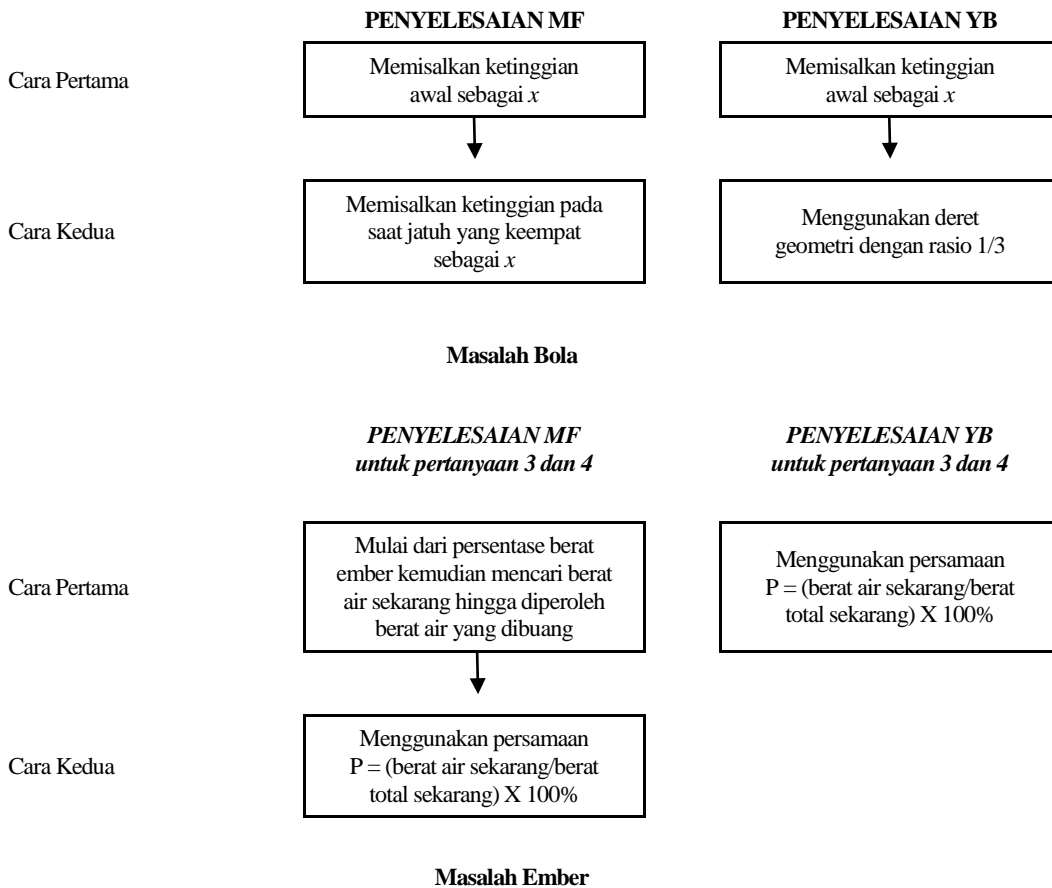 PENYELESAIAN MF
PENYELESAIAN YB
Cara Pertama
Memisalkan ketinggian
awal sebagai x
Memisalkan ketinggian
awal sebagai x
Cara Kedua
Memisalkan ketinggian pada
saat jatuh yang keempat
sebagai x
Menggunakan deret
geometri dengan rasio 1/3
Masalah Bola
PENYELESAIAN MF
untuk pertanyaan 3 dan 4
PENYELESAIAN YB
untuk pertanyaan 3 dan 4
Cara Pertama
Mulai dari persentase berat
ember kemudian mencari berat
air sekarang hingga diperoleh
berat air yang dibuang
Menggunakan persamaan
P = (berat air sekarang/berat
total sekarang) X 100%
Cara Kedua
Menggunakan persamaan
P = (berat air sekarang/berat
total sekarang) X 100%
Masalah Ember